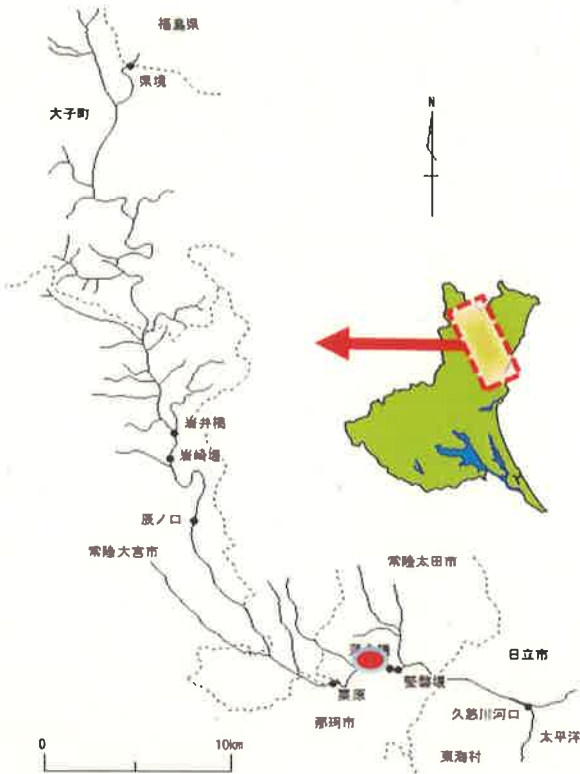 福島県
県境
大子町
N
岩井橋
岩崎堰
辰ノ口
常陸大宮市
常陸太田市
日立市
堅磐堰
栗原
久慈川河口
那珂市
太平洋
東海村
0
10km